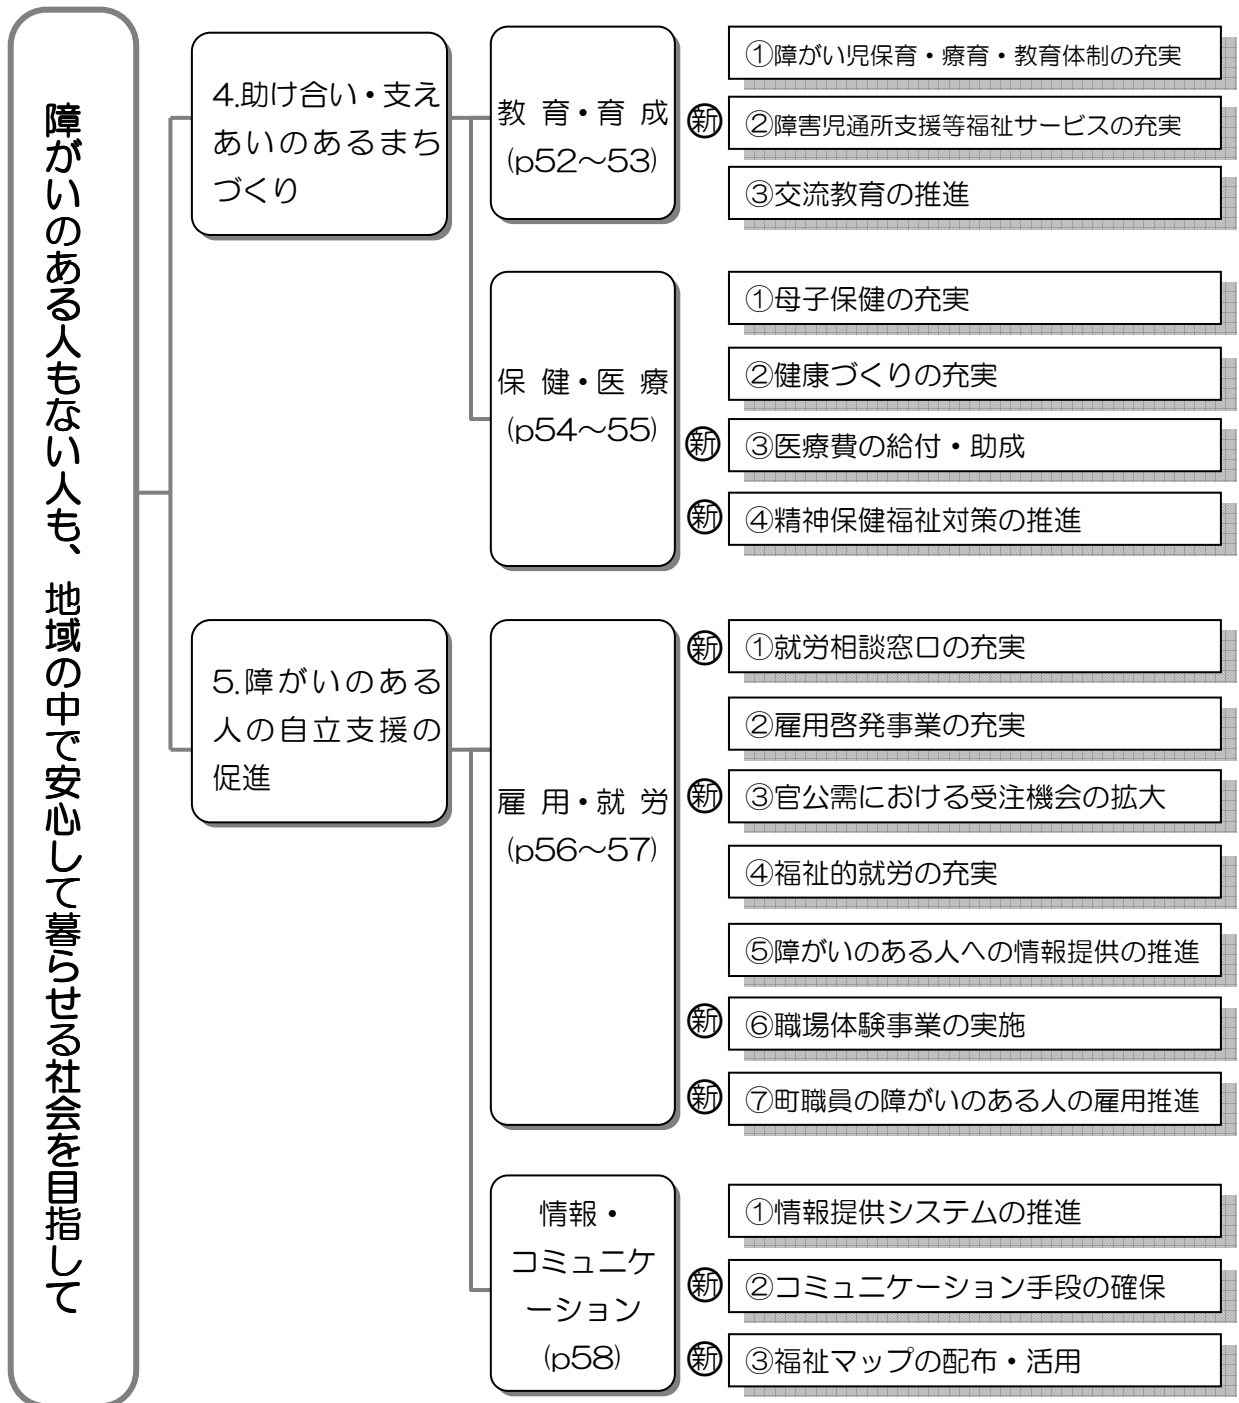 障がいのある人もない人も、地域の中で安心して暮らせる社会を目指して
4.助け合い・支え
あいのあるまち
づくり
教育・育成
(p52～53)
①障がい児保育・療育・教育体制の充実
新 ②障害児通所支援等福祉サービスの充実
③交流教育の推進
保健・医療
(p54～55)
①母子保健の充実
②健康づくりの充実
新 ③医療費の給付・助成
新 ④精神保健福祉対策の推進
5.障がいのある
人の自立支援の
促進
雇用・就労
(p56～57)
新 ①就労相談窓口の充実
②雇用啓発事業の充実
新 ③官公需における受注機会の拡大
④福祉的就労の充実
⑤障がいのある人への情報提供の推進
新 ⑥職場体験事業の実施
新 ⑦町職員の障がいのある人の雇用推進
情報・
コミュニケ
ーション
(p58)
①情報提供システムの推進
新 ②コミュニケーション手段の確保
新 ③福祉マップの配布・活用